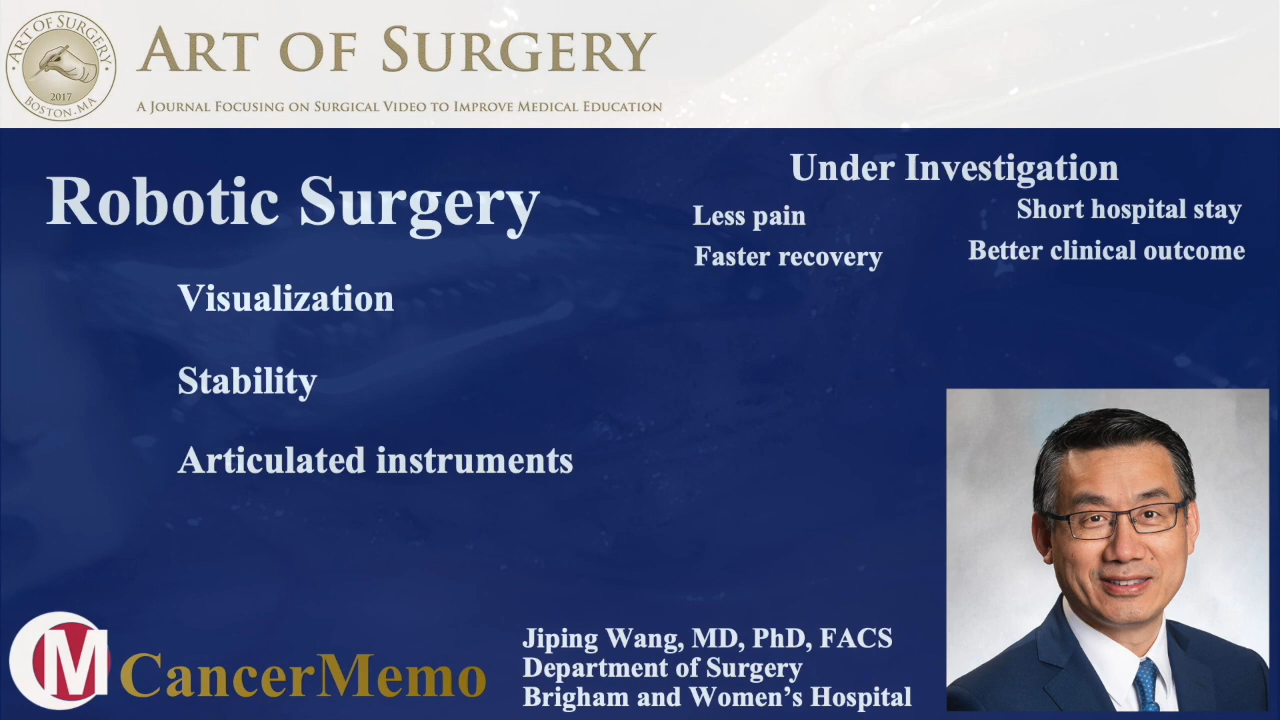 ART OF SURGERY
2017
BOSTON, MA
ART OF SURGERY
A JOURNAL FOCUSING ON SURGICAL VIDEO TO IMPROVE MEDICAL EDUCATION
Robotic Surgery
Visualization
Stability
Articulated instruments
Under Investigation
Less pain
Short hospital stay
Faster recovery
Better clinical outcome
M
CancerMemo
Jiping Wang, MD, PhD, FACS
Department of Surgery
Brigham and Women’s Hospital